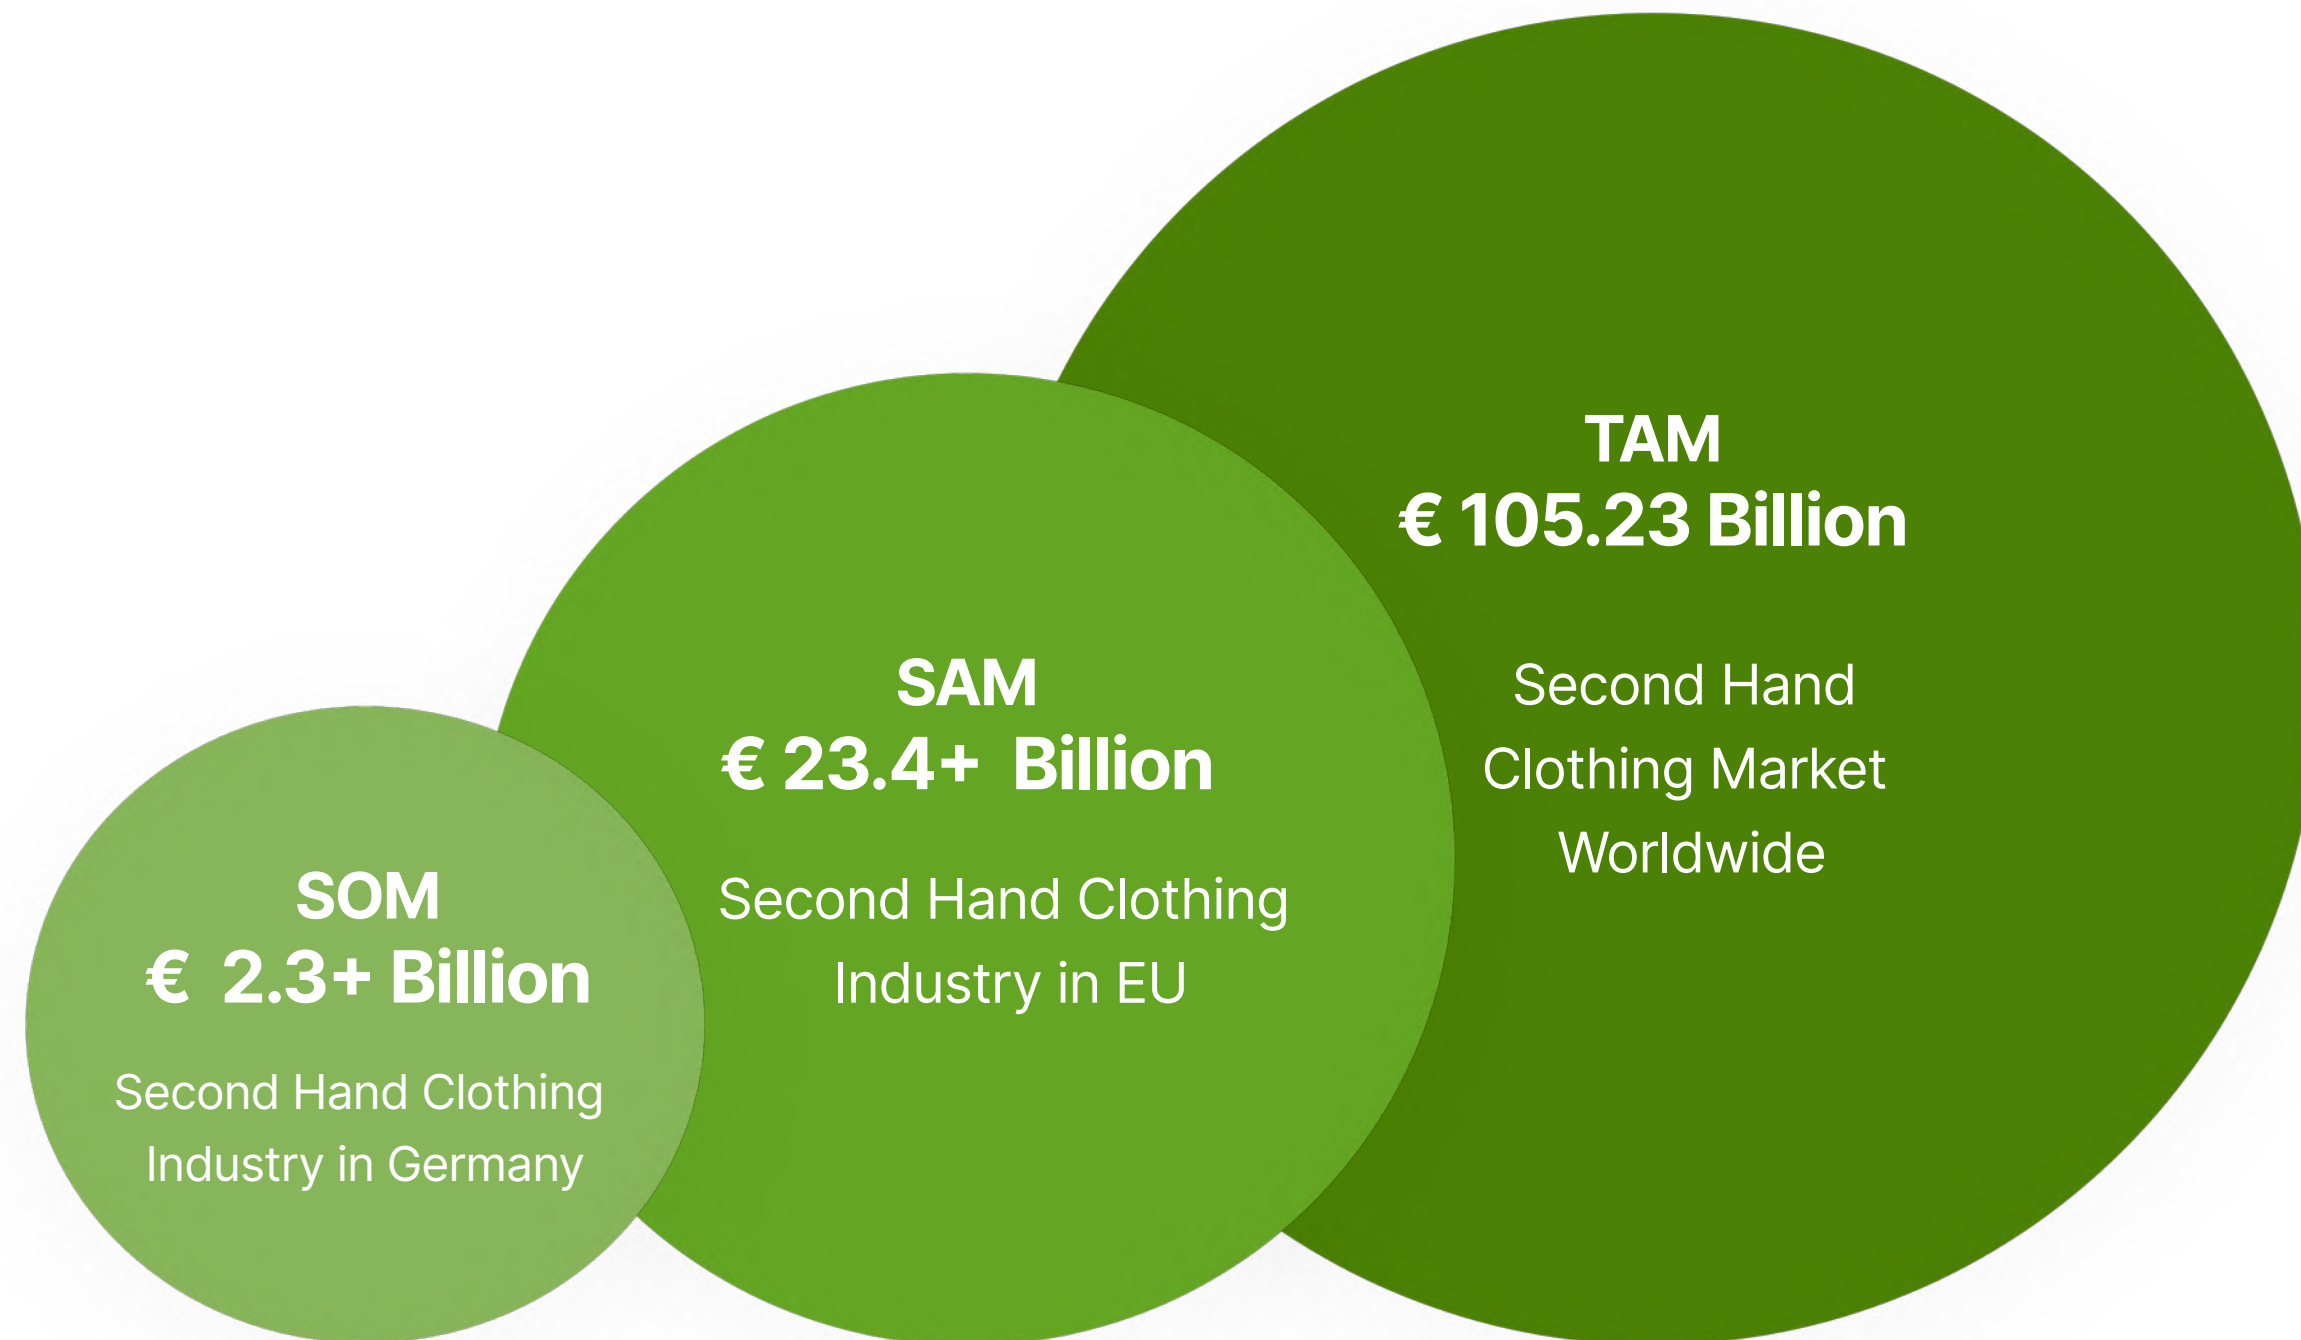 TAM
€ 105.23 Billion
Second Hand
Clothing Market
Worldwide
SAM
€ 23.4+ Billion
Second Hand Clothing
Industry in EU
SOM
€ 2.3+ Billion
Second Hand Clothing
Industry in Germany